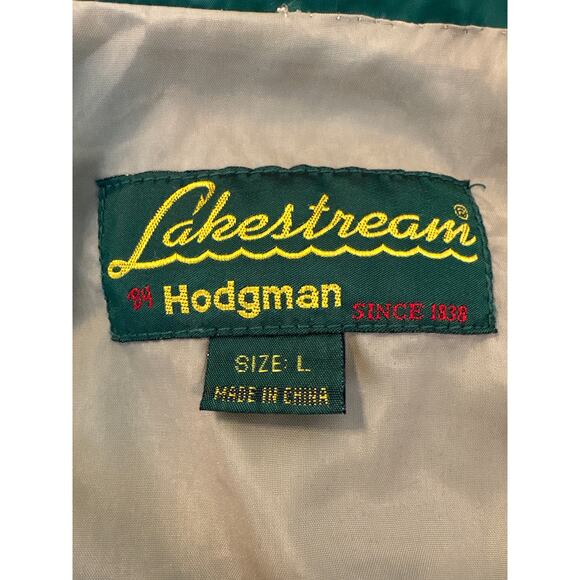 Lakestream®
By Hodgman SINCE 1838
SIZE: L
MADE IN CHINA